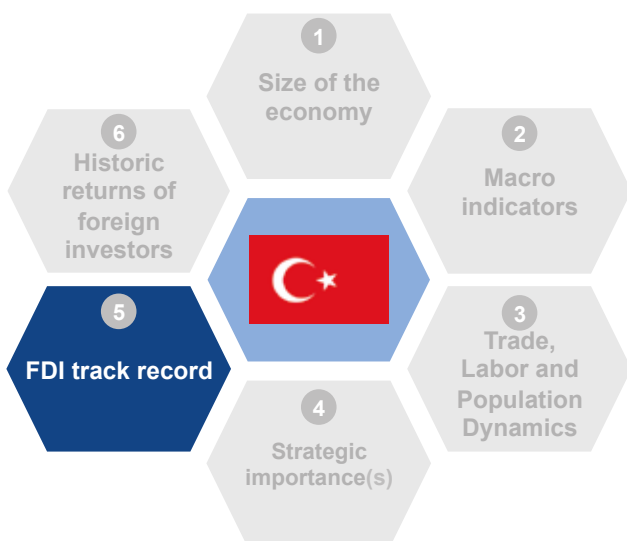 1
Size of the
economy
2
Macro
indicators
3
Trade,
Labor and
Population
Dynamics
4
Strategic
importance(s)
5
FDI track record
6
Historic
returns of
foreign
investors